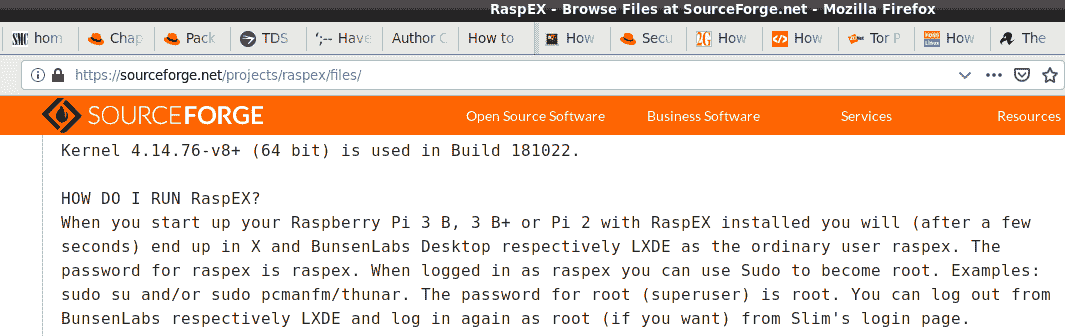 RaspEX - Browse Files at SourceForge.net - Mozilla Firefox
SMC hom Chap Pack TDS ';-- Have Author C How to How Secu 2G How How Tor P How The
https://sourceforge.net/projects/raspex/files/
SOURCEFORGE Open Source Software Business Software Services Resources
Kernel 4.14.76-v8+ (64 bit) is used in Build 181022.
HOW DO I RUN RaspEX?
When you start up your Raspberry Pi 3 B, 3 B+ or Pi 2 with RaspEX installed you will (after a few
seconds) end up in X and BunsenLabs Desktop respectively LXDE as the ordinary user raspex. The
password for raspex is raspex. When logged in as raspex you can use Sudo to become root. Examples:
sudo su and/or sudo pcmanfm/thunar. The password for root (superuser) is root. You can log out from
BunsenLabs respectively LXDE and log in again as root (if you want) from Slim's login page.